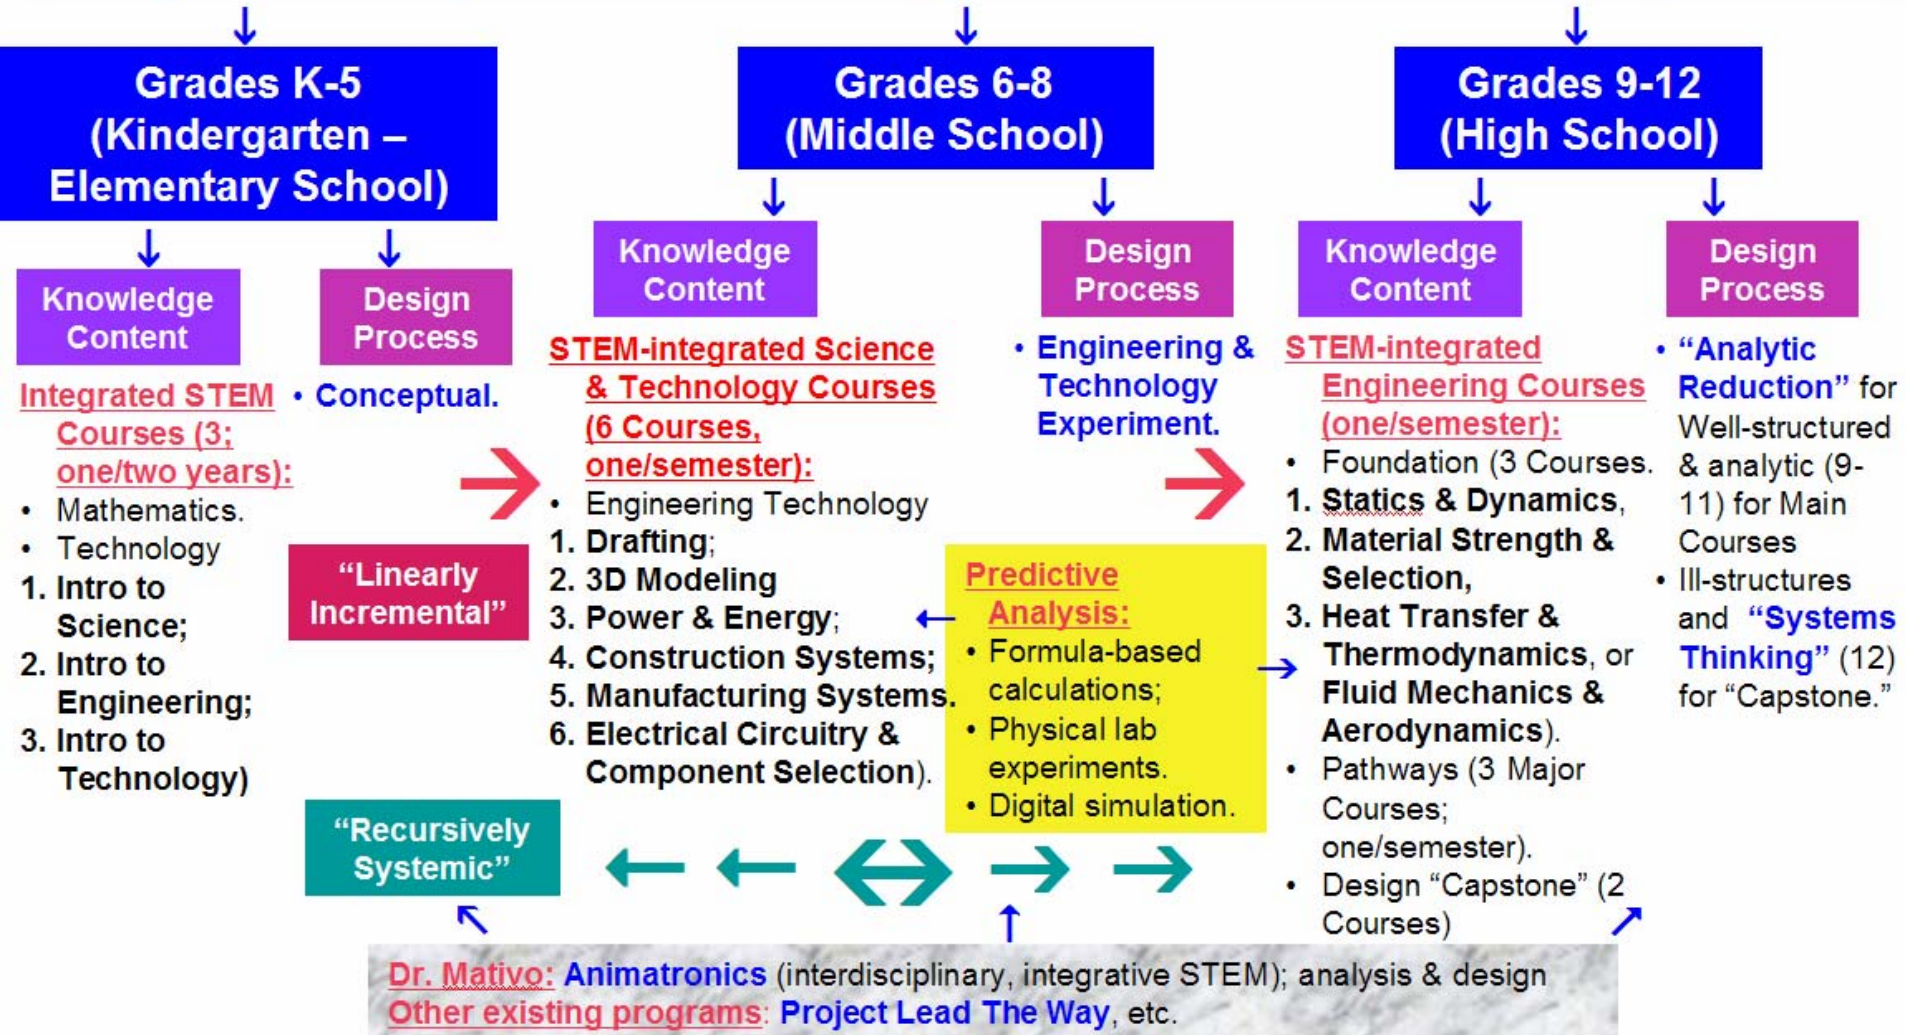 Grades K-5
(Kindergarten –
Elementary School)
Knowledge
Content
Design
Process
Integrated STEM
Courses (3;
one/two years):
• Mathematics.
• Technology
1. Intro to
Science;
2. Intro to
Engineering;
3. Intro to
Technology)
• Conceptual.
“Linearly
Incremental”
“Recursively
Systemic”
Grades 6-8
(Middle School)
Knowledge
Content
Design
Process
STEM-integrated Science
& Technology Courses
(6 Courses,
one/semester):
• Engineering Technology
1. Drafting;
2. 3D Modeling
3. Power & Energy;
4. Construction Systems;
5. Manufacturing Systems.
6. Electrical Circuitry &
Component Selection).
• Engineering &
Technology
Experiment.
Predictive
Analysis:
• Formula-based
calculations;
• Physical lab
experiments.
• Digital simulation.
Grades 9-12
(High School)
Knowledge
Content
Design
Process
STEM-integrated
Engineering Courses
(one/semester):
• Foundation (3 Courses.
1. Statics & Dynamics,
2. Material Strength &
Selection,
3. Heat Transfer &
Thermodynamics, or
Fluid Mechanics &
Aerodynamics).
• Pathways (3 Major
Courses;
one/semester).
• Design “Capstone” (2
Courses)
• “Analytic
Reduction” for
Well-structured
& analytic (9-
11) for Main
Courses
• Ill-structures
and “Systems
Thinking” (12)
for “Capstone.”
Dr. Mativo: Animatronics (interdisciplinary, integrative STEM); analysis & design
Other existing programs: Project Lead The Way, etc.